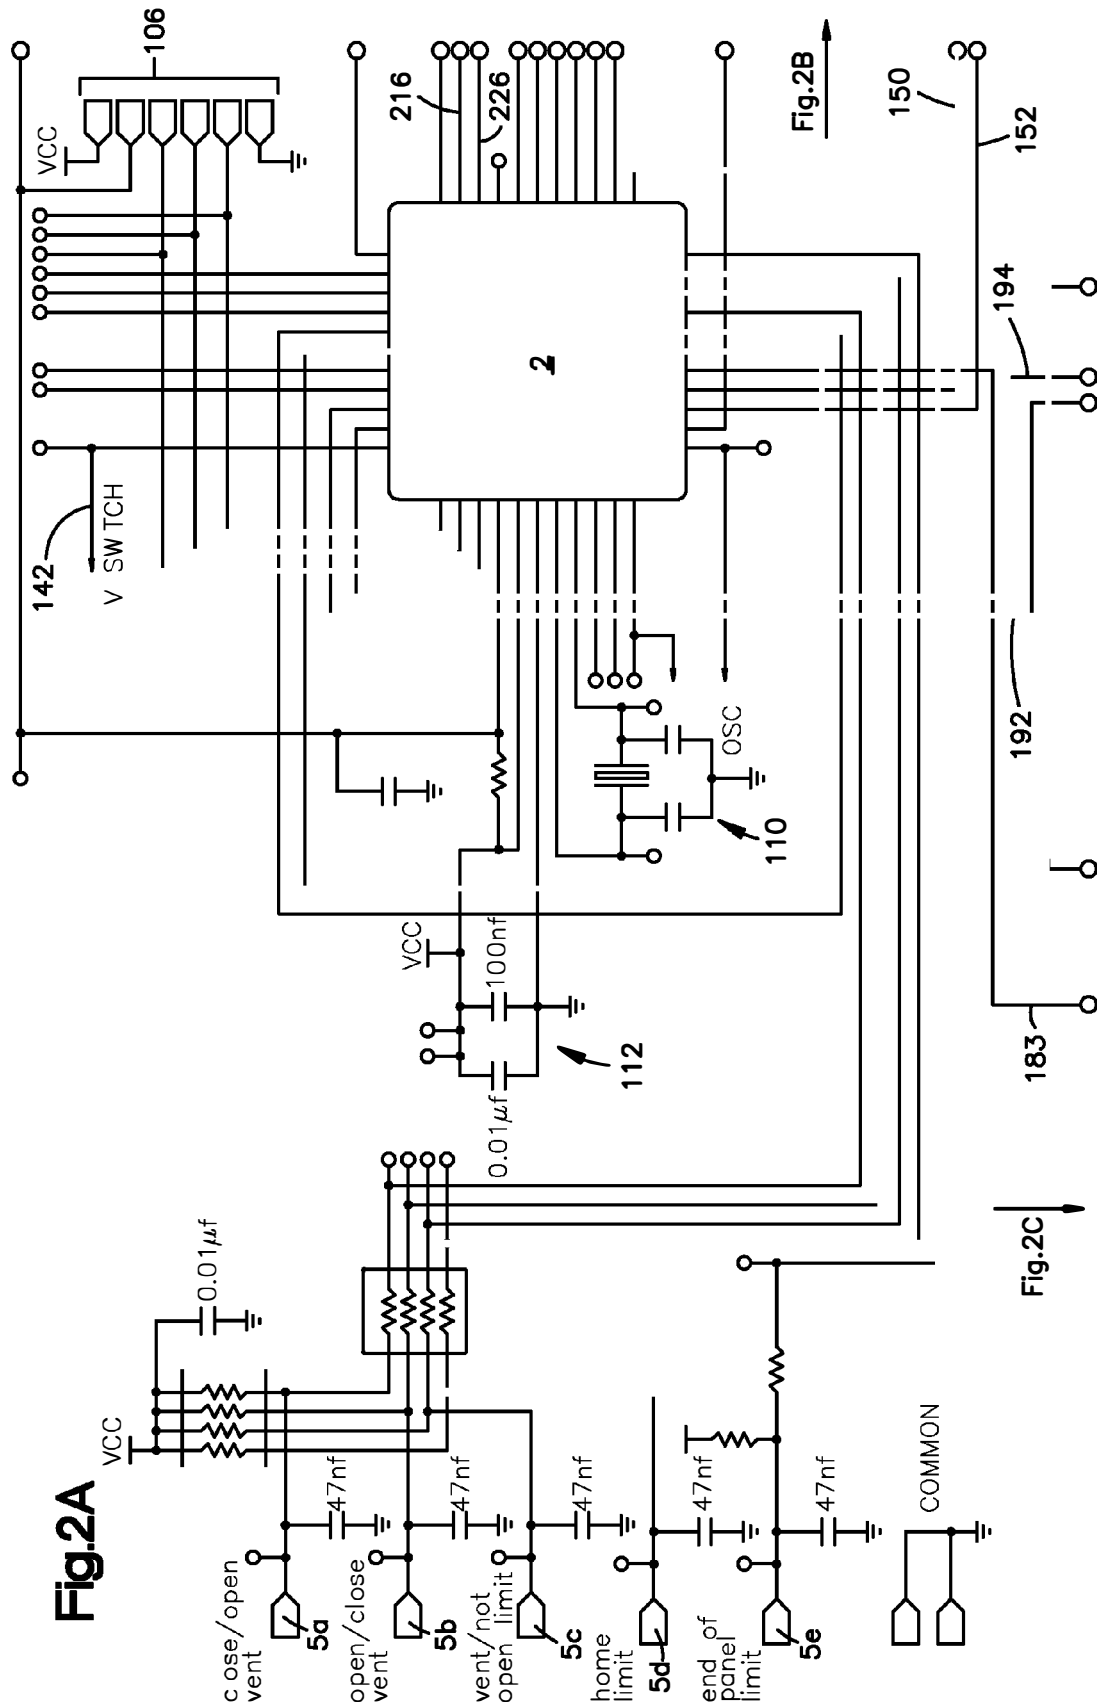 Fig.2A
VCC
0.01µf
c ose/open
vent
5a
47nf
open/close
vent
5b
47nf
vent/not
open limit
5c
47nf
home
limit
5d
47nf
end of
panel
limit
5e
47nf
COMMON
VCC
100nf
0.01µf
112
OSC
110
142
V SW TCH
VCC
106
216
226
2
Fig.2B
150
152
194
192
183
Fig.2C